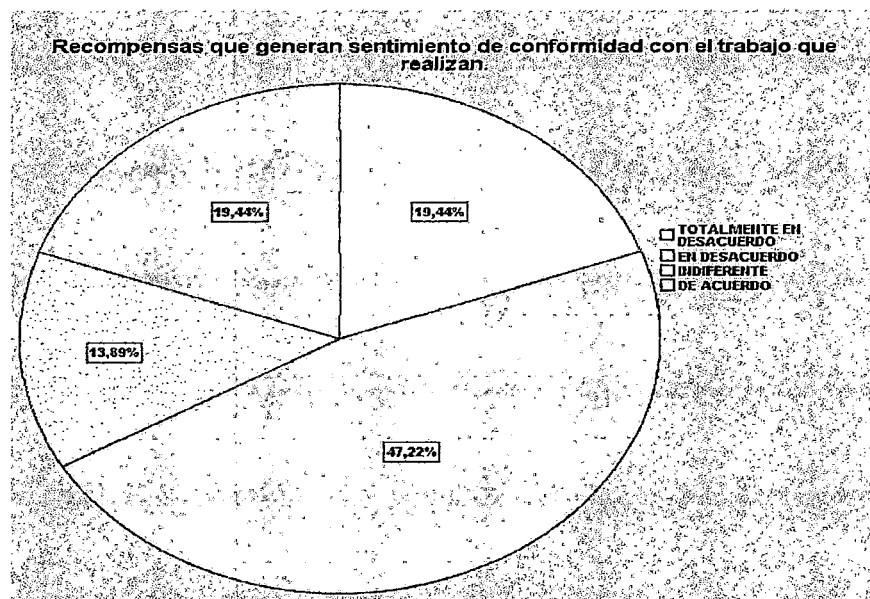 Recompensas que generan sentimiento de conformidad con el trabajo que
realizan.
19,44%
19,44%
13,89%
47,22%
TOTALMENTE EN
DESACUERDO
EN DESACUERDO
INDIFERENTE
DE ACUERDO